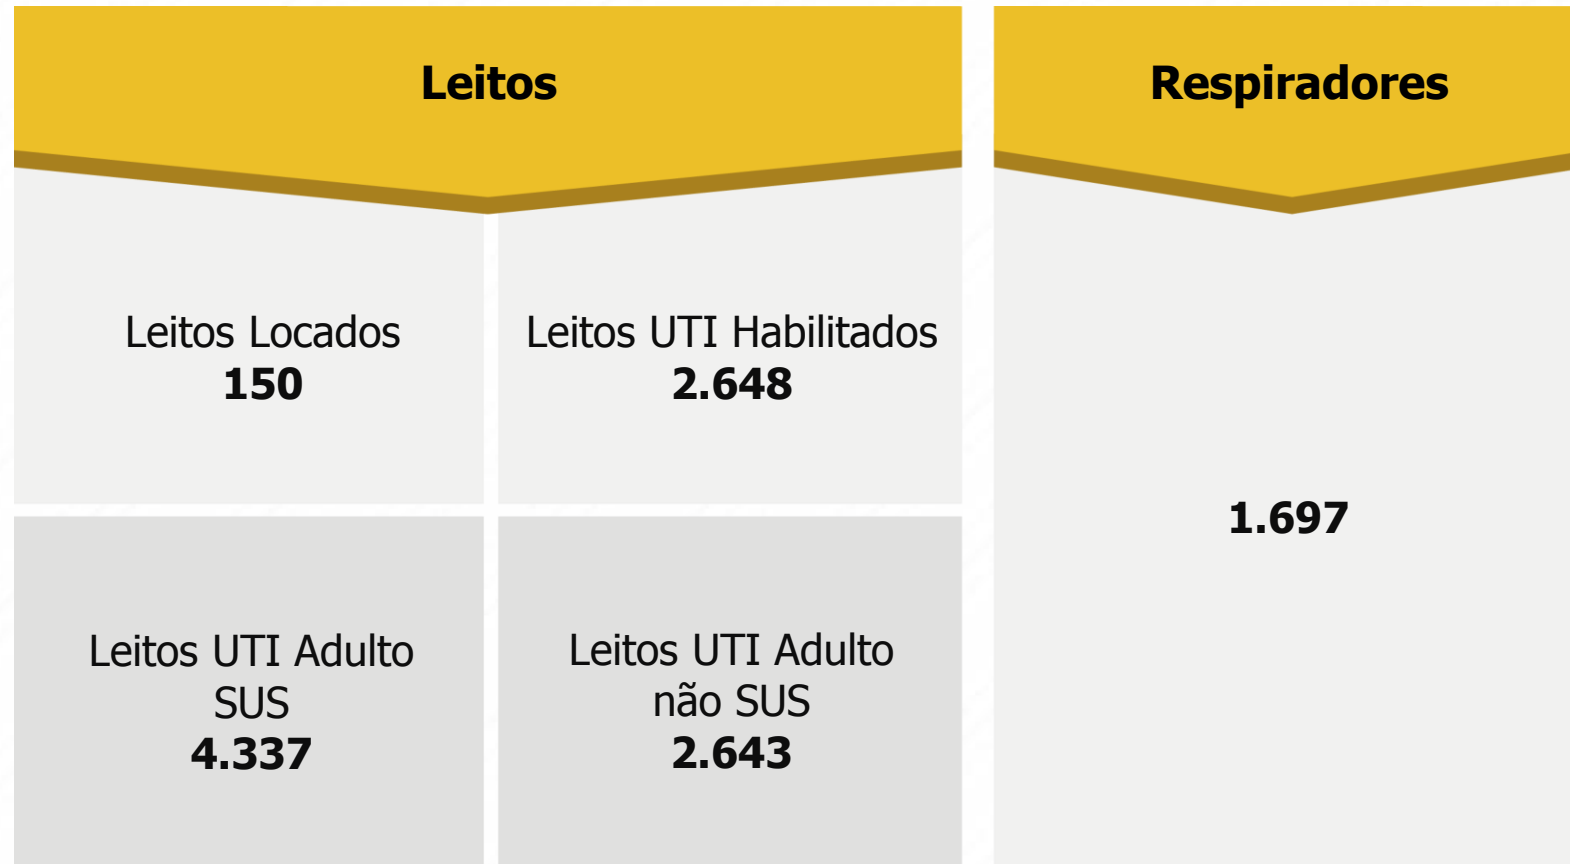 Leitos
Respiradores
Leitos Locados
150
Leitos UTI Habilitados
2.648
Leitos UTI Adulto
SUS
4.337
Leitos UTI Adulto
não SUS
2.643
1.697